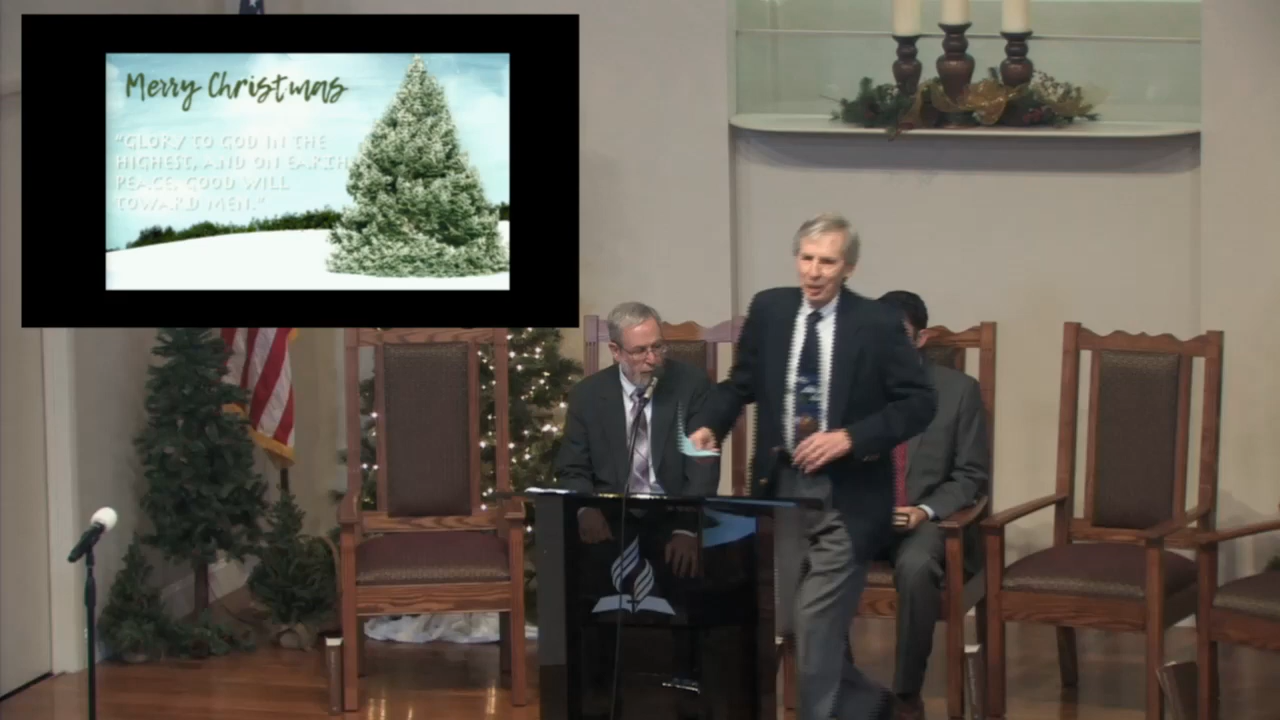 Merry Christmas
"GLORY TO GOD IN THE
HIGHEST, AND ON EARTH
PEACE, GOOD WILL
TOWARD MEN."